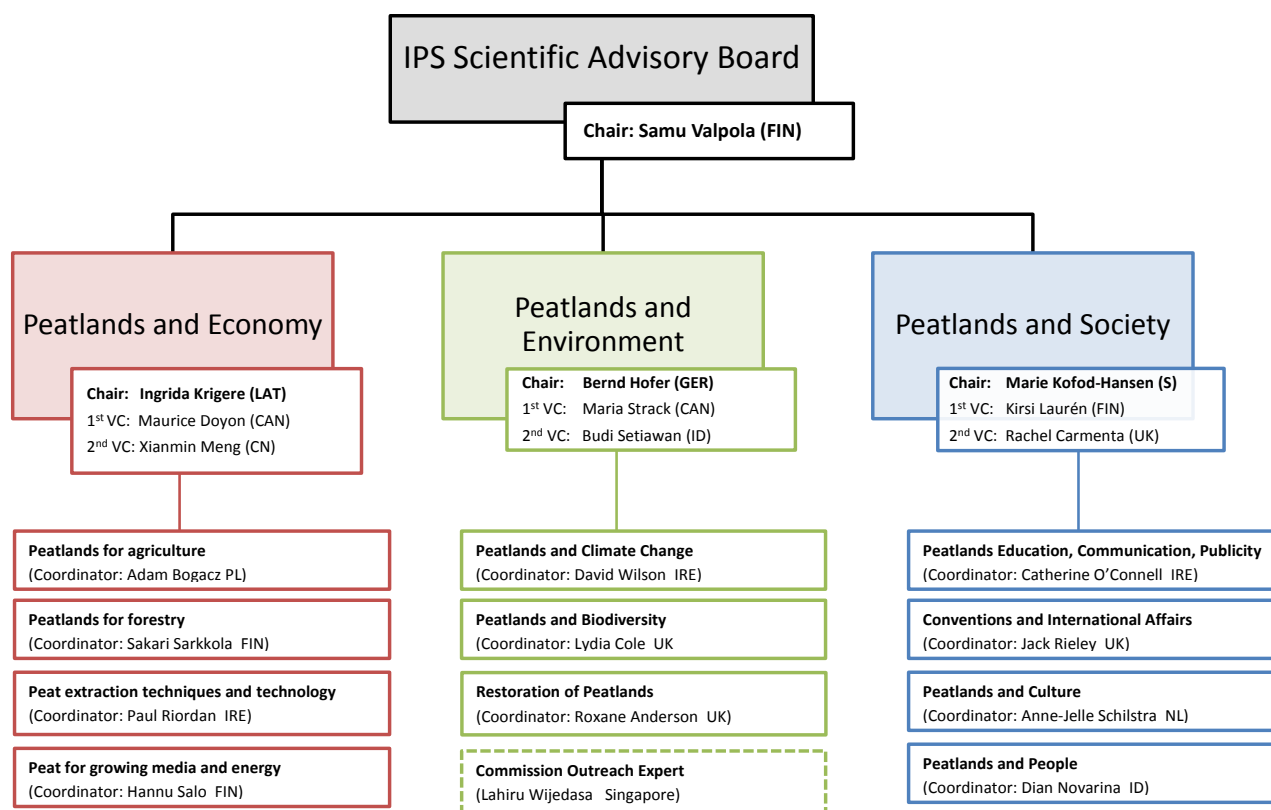 IPS Scientific Advisory Board
Chair: Samu Valpola (FIN)
Peatlands and Economy
Chair: Ingrida Krigere (LAT)
1st VC: Maurice Doyon (CAN)
2nd VC: Xianmin Meng (CN)
Peatlands for agriculture
(Coordinator: Adam Bogacz PL)
Peatlands for forestry
(Coordinator: Sakari Sarkkola FIN)
Peat extraction techniques and technology
(Coordinator: Paul Riordan IRE)
Peat for growing media and energy
(Coordinator: Hannu Salo FIN)
Peatlands and
Environment
Chair: Bernd Hofer (GER)
1st VC: Maria Strack (CAN)
2nd VC: Budi Setiawan (ID)
Peatlands and Climate Change
(Coordinator: David Wilson IRE)
Peatlands and Biodiversity
(Coordinator: Lydia Cole UK
Restoration of Peatlands
(Coordinator: Roxane Anderson UK)
Commission Outreach Expert
(Lahiru Wijedasa Singapore)
Peatlands and Society
Chair: Marie Kofod-Hansen (S)
1st VC: Kirsi Laurén (FIN)
2nd VC: Rachel Carmenta (UK)
Peatlands Education, Communication, Publicity
(Coordinator: Catherine O’Connell IRE)
Conventions and International Affairs
(Coordinator: Jack Rieley UK)
Peatlands and Culture
(Coordinator: Anne-Jelle Schilstra NL)
Peatlands and People
(Coordinator: Dian Novarina ID)